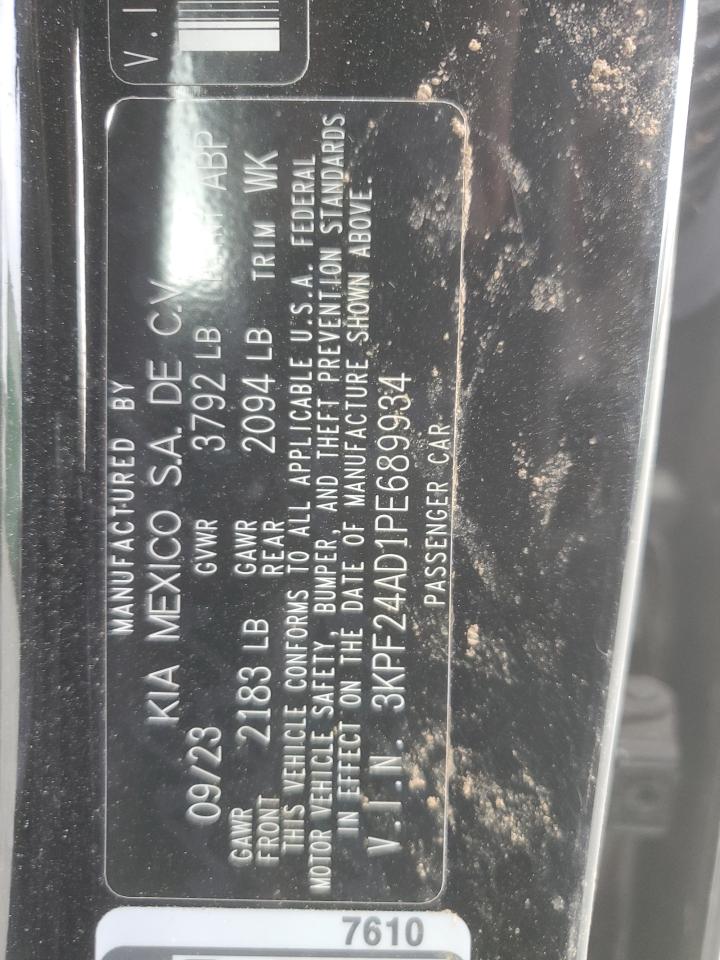 V.I
MANUFACTURED BY
KIA MEXICO S.A. DE C.V.
09/23 GVWR 3792 LB ABP
GAWR FRONT 2183 LB GAWR REAR 2094 LB TRIM WK
THIS VEHICLE CONFORMS TO ALL APPLICABLE U.S.A. FEDERAL
MOTOR VEHICLE SAFETY, BUMPER, AND THEFT PREVENTION STANDARDS
IN EFFECT ON THE DATE OF MANUFACTURE SHOWN ABOVE.
V.I.N. 3KPF24AD1PE689934
PASSENGER CAR
7610